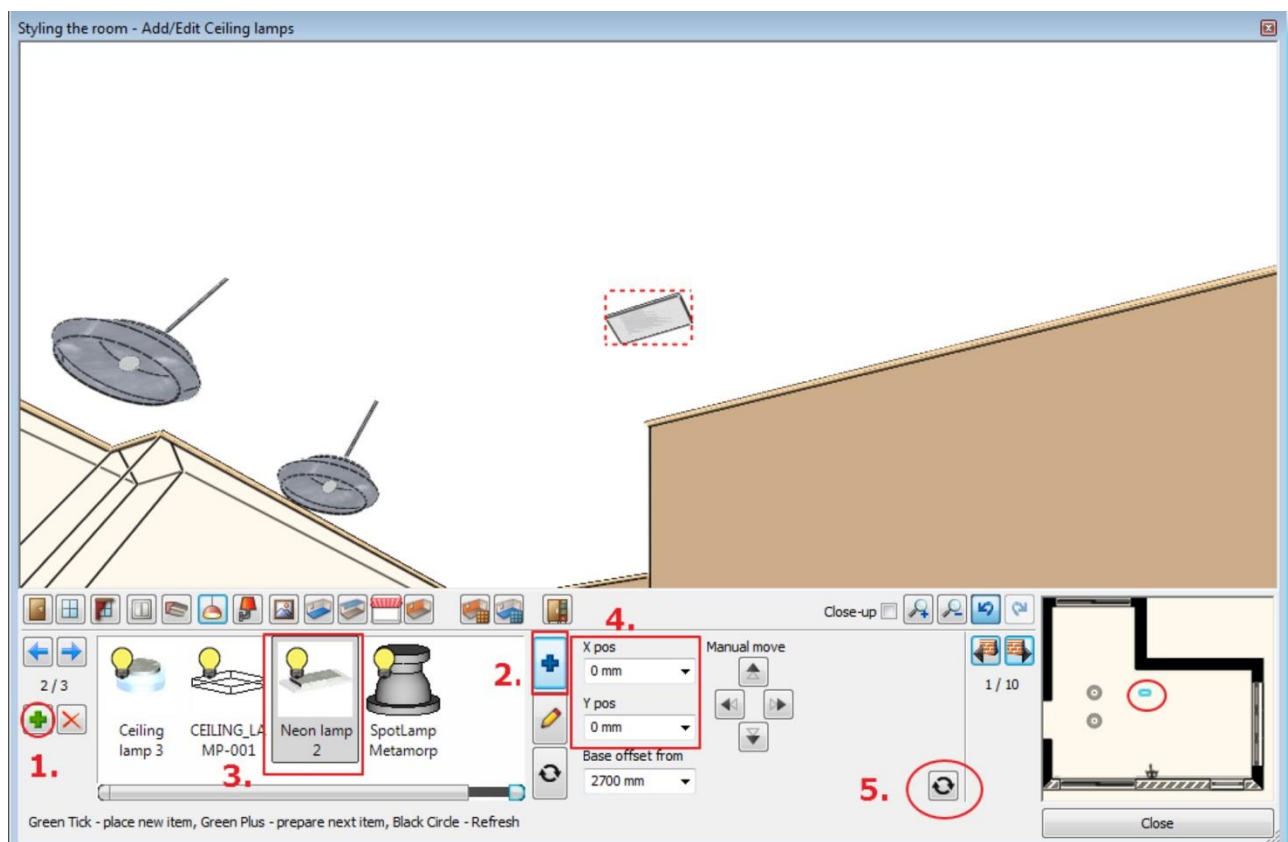 Styling the room - Add/Edit Ceiling lamps
4.
Close-up
2 / 3
1.
Ceiling
lamp 3
CEILING_LA
MP-001
Neon lamp
2
SpotLamp
Metamorp
3.
2.
X pos
0 mm
Y pos
0 mm
Base offset from
2700 mm
Manual move
5.
1 / 10
Green Tick - place new item, Green Plus - prepare next item, Black Circle - Refresh
Close